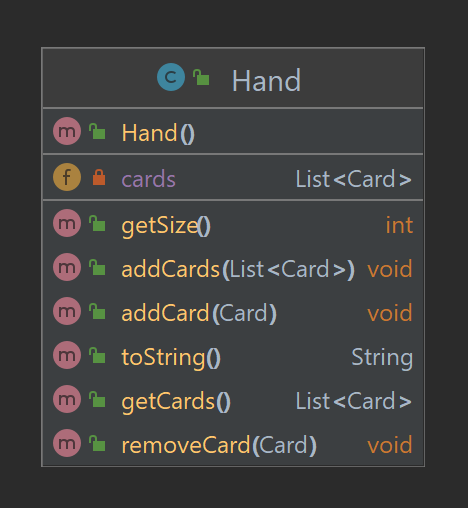 C Hand
m Hand()
f cards List<Card>
m getSize() int
m addCards(List<Card>) void
m addCard(Card) void
m toString() String
m getCards() List<Card>
m removeCard(Card) void